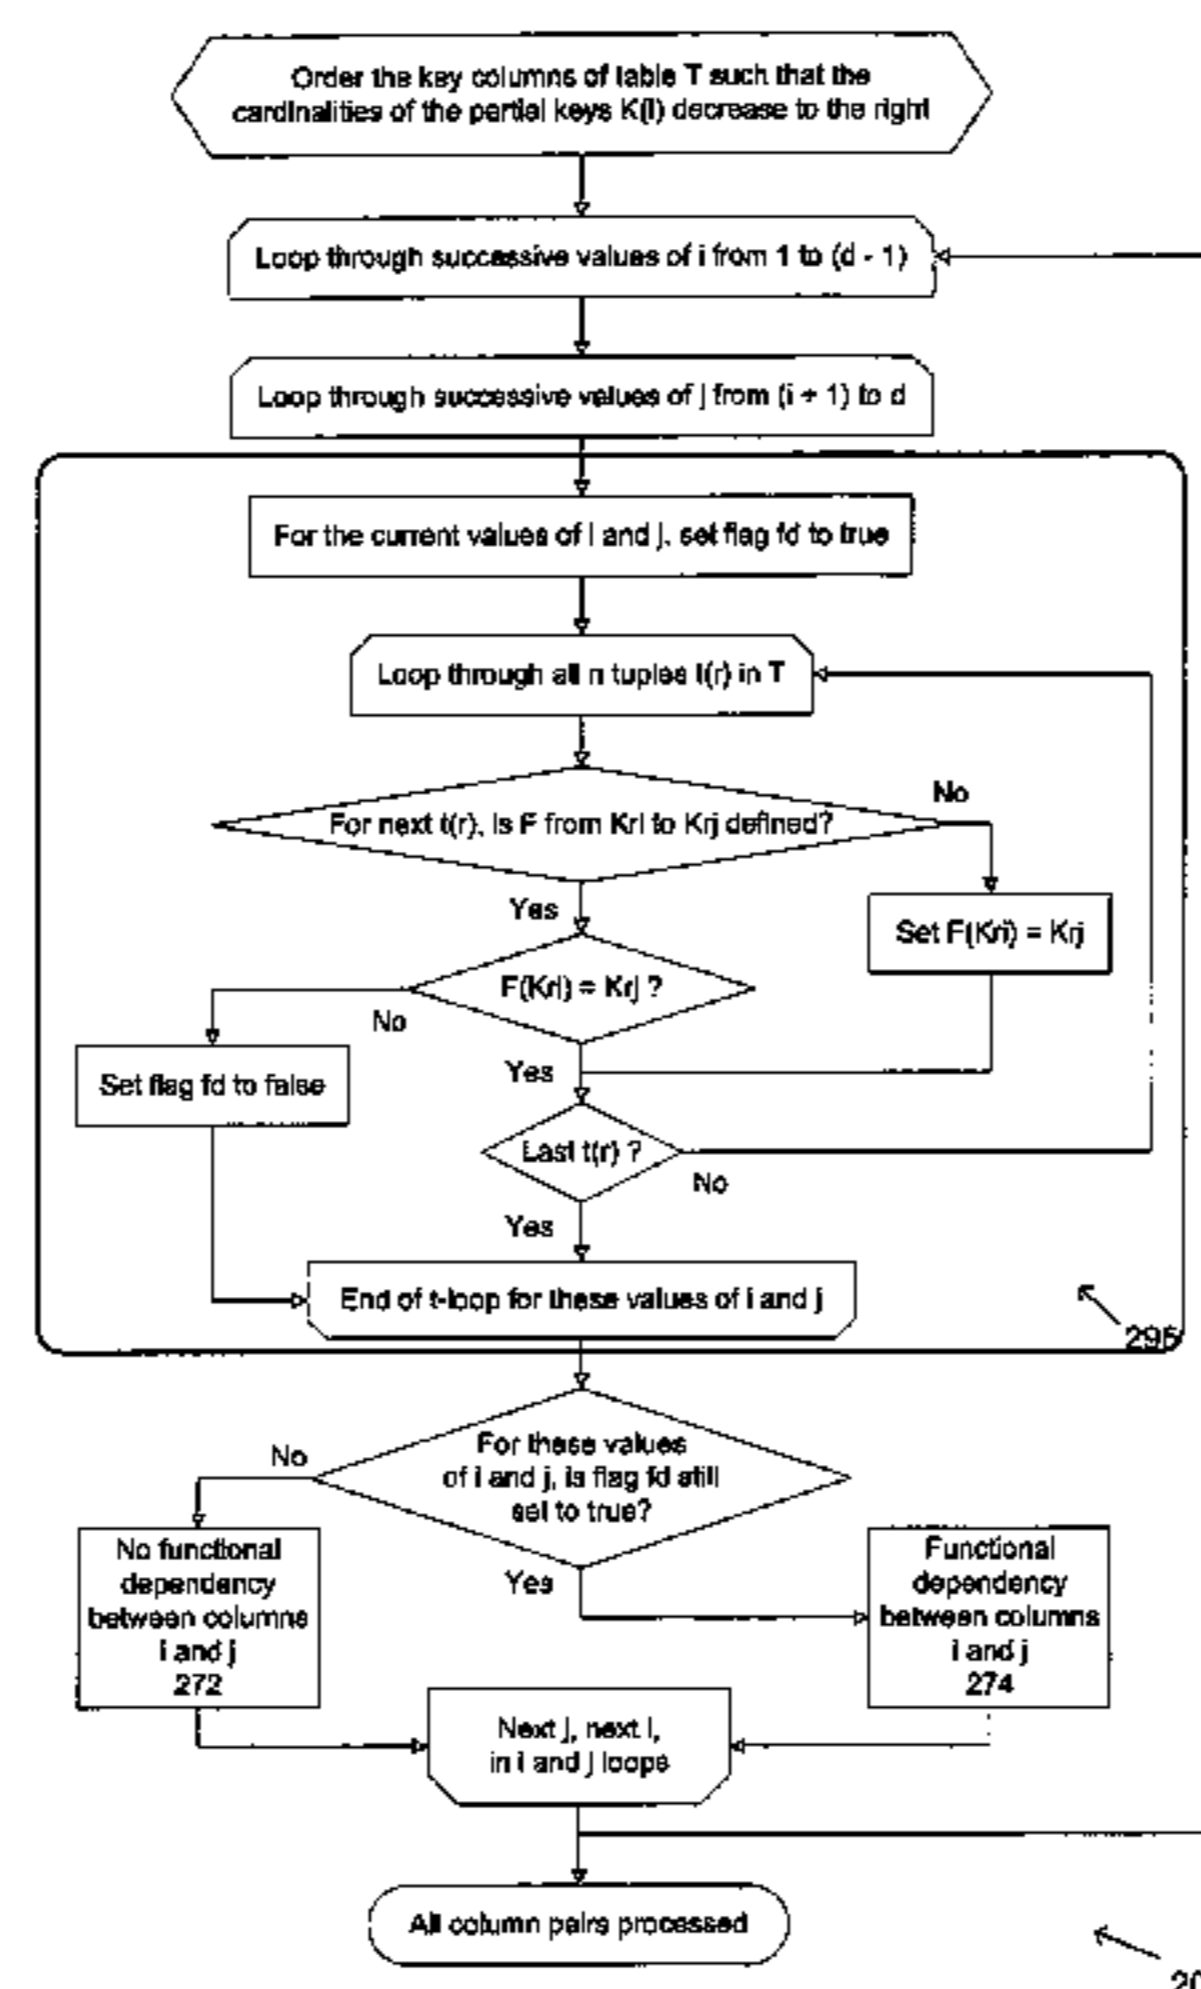 Order the key columns of table T such that the
cardinalities of the partial keys K(i) decrease to the right
Loop through successive values of i from 1 to (d - 1)
Loop through successive values of j from (i + 1) to d
For the current values of i and j, set flag fd to true
Loop through all n tuples t(r) in T
For next t(r), is F from Kri to Krj defined?
No
Yes
Set F(Kri) = Krj
F(Kri) = Krj ?
No
Set flag fd to false
Yes
Last t(r) ?
No
Yes
End of t-loop for these values of i and j
295
For these values
of i and j, is flag fd still
set to true?
No
Yes
No functional
dependency
between columns
i and j
272
Functional
dependency
between columns
i and j
274
Next j, next i,
in i and j loops
All column pairs processed